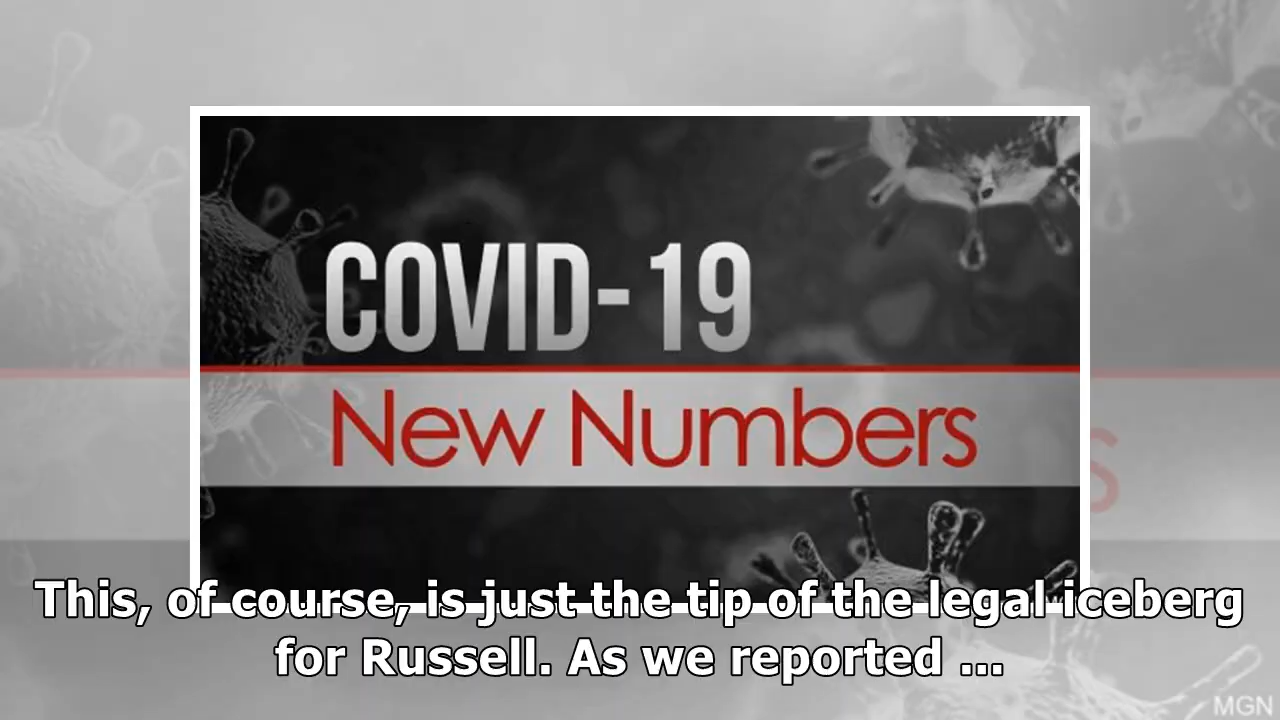 COVID-19
New Numbers
This, of course, is just the tip of the legal iceberg
for Russell. As we reported ...
MGN